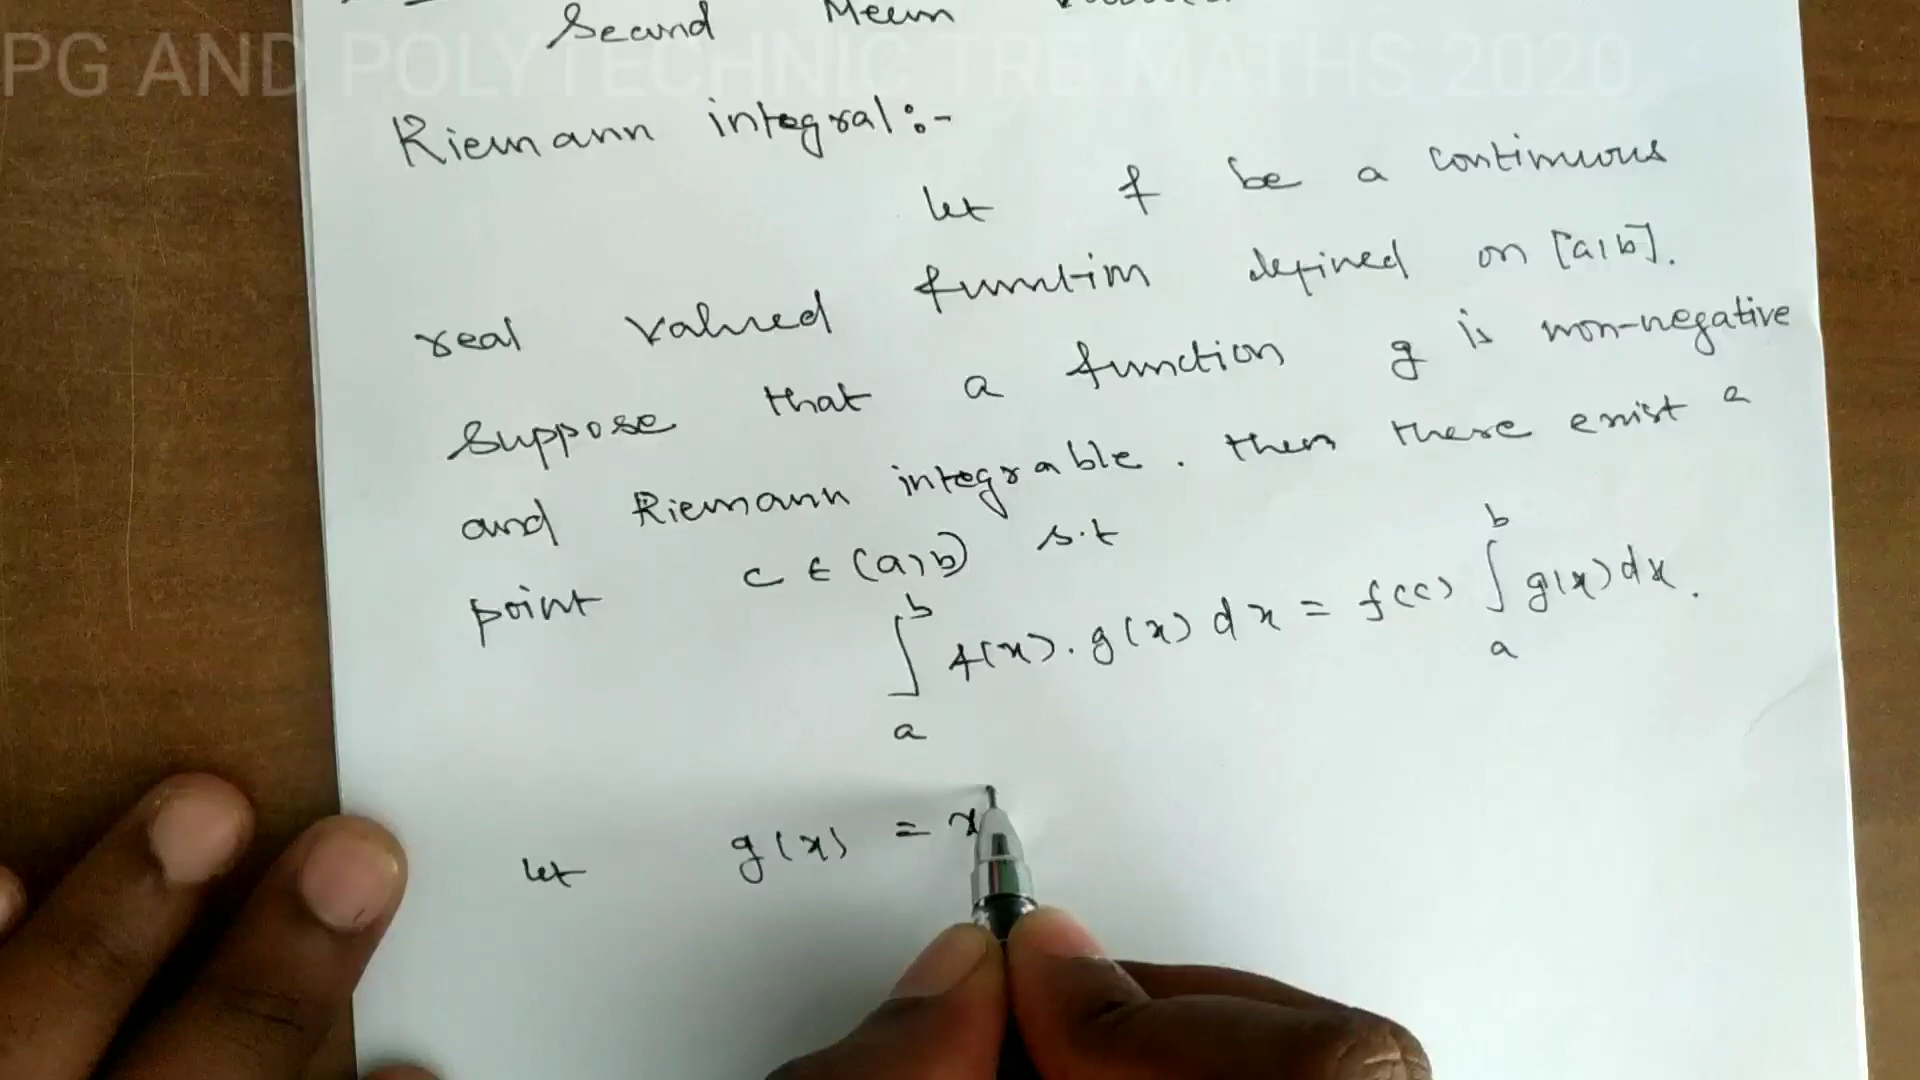 Second Mean
PG AND POLYTECHNIC TRB MATHS 2020
Riemann integral:-
let f be a continuous
real valued function defined on [a,b].
suppose that a function g is non-negative
and Riemann integrable. then there exist a
point c ∈ (a,b) s.t
∫_a^b f(x).g(x) dx = f(c) ∫_a^b g(x)dx.
let g(x) = x